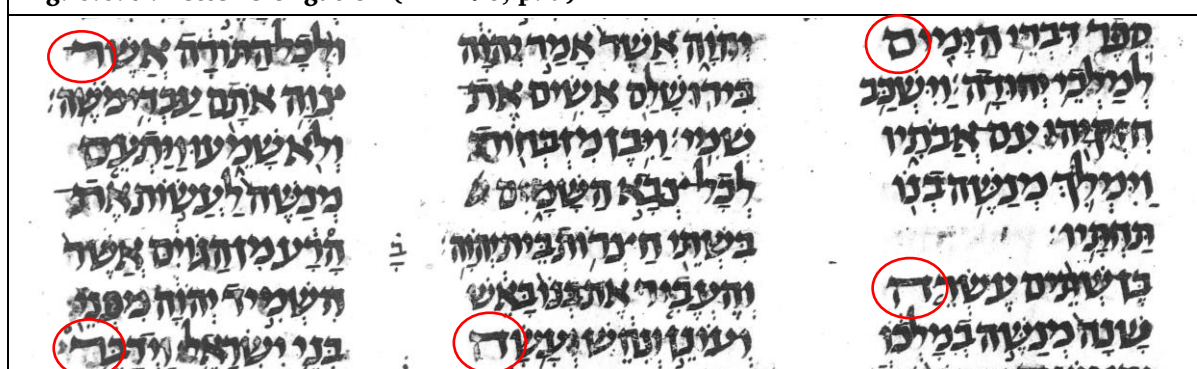 ספר דברי הימים
למלכי יהודה וישכב
חזקיהו עם אבתיו
וימלך מנשה בנו
תחתיו׃
בן שתים עשרה
שנה מנשה במלכו
יהוה אשר אמר יהוה
בירושלם אשים את
שמי׃ ויבן מזבחות
לכל צבא השמים
בשתי חצרות בית יהוה׃
והעביר את בנו באש
ועונן ונחש ועשה
ולכל התורה אשר
צוה אתם עבדי משה׃
ולא שמעו ויתעם
מנשה לעשות את
הרע מן הגוים אשר
השמיד יהוה מפני
בני ישראל׃ וידבר